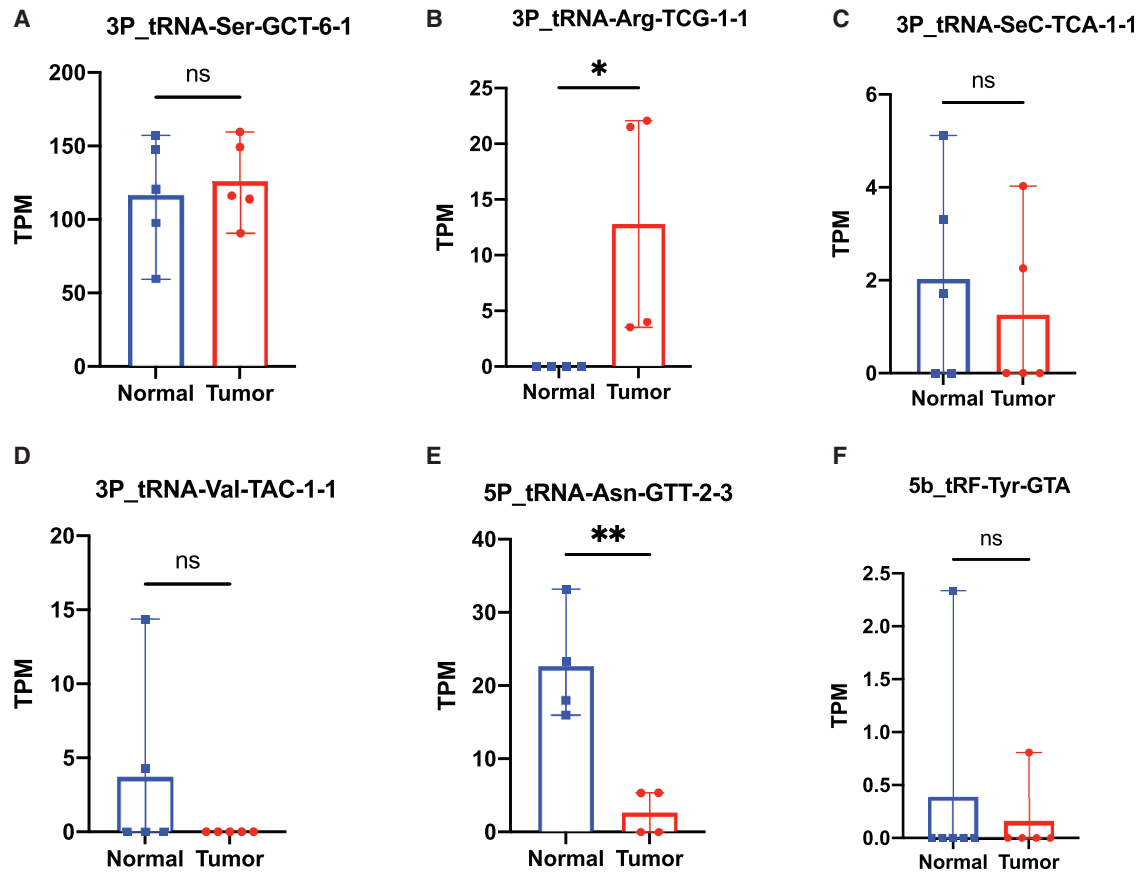 A
3P_tRNA-Ser-GCT-6-1
ns
200
150
100
50
0
TPM
Normal Tumor
B
3P_tRNA-Arg-TCG-1-1
*
25
20
15
10
5
0
TPM
Normal Tumor
C
3P_tRNA-SeC-TCA-1-1
ns
6
4
2
0
TPM
Normal Tumor
D
3P_tRNA-Val-TAC-1-1
ns
20
15
10
5
0
TPM
Normal Tumor
E
5P_tRNA-Asn-GTT-2-3
**
40
30
20
10
0
TPM
Normal Tumor
F
5b_tRF-Tyr-GTA
ns
2.5
2.0
1.5
1.0
0.5
0.0
TPM
Normal Tumor